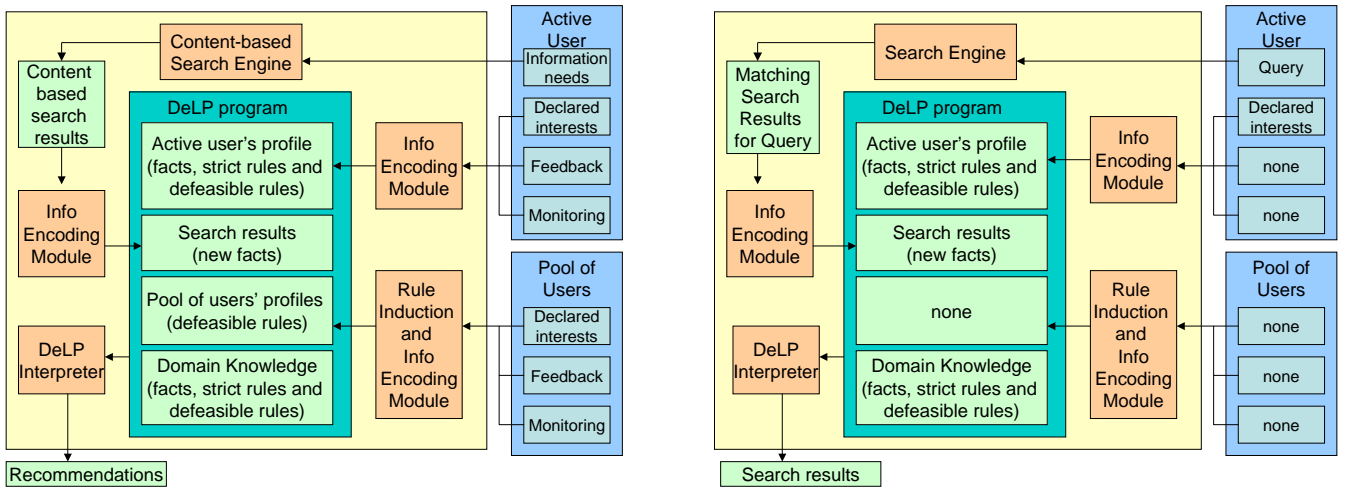 Content-based
Search Engine
Active
User
Information
needs
Content
based
search
results
DeLP program
Declared
interests
Active user's profile
(facts, strict rules and
defeasible rules)
Info
Encoding
Module
Feedback
Monitoring
Info
Encoding
Module
Search results
(new facts)
Pool of users' profiles
(defeasible rules)
Rule
Induction
and
Info
Encoding
Module
Pool of
Users
Declared
interests
DeLP
Interpreter
Domain Knowledge
(facts, strict rules and
defeasible rules)
Feedback
Monitoring
Recommendations
Search Engine
Active
User
Query
Matching
Search
Results
for Query
DeLP program
Declared
interests
Active user's profile
(facts, strict rules and
defeasible rules)
Info
Encoding
Module
none
none
Info
Encoding
Module
Search results
(new facts)
none
Rule
Induction
and
Info
Encoding
Module
Pool of
Users
none
DeLP
Interpreter
Domain Knowledge
(facts, strict rules and
defeasible rules)
none
none
Search results